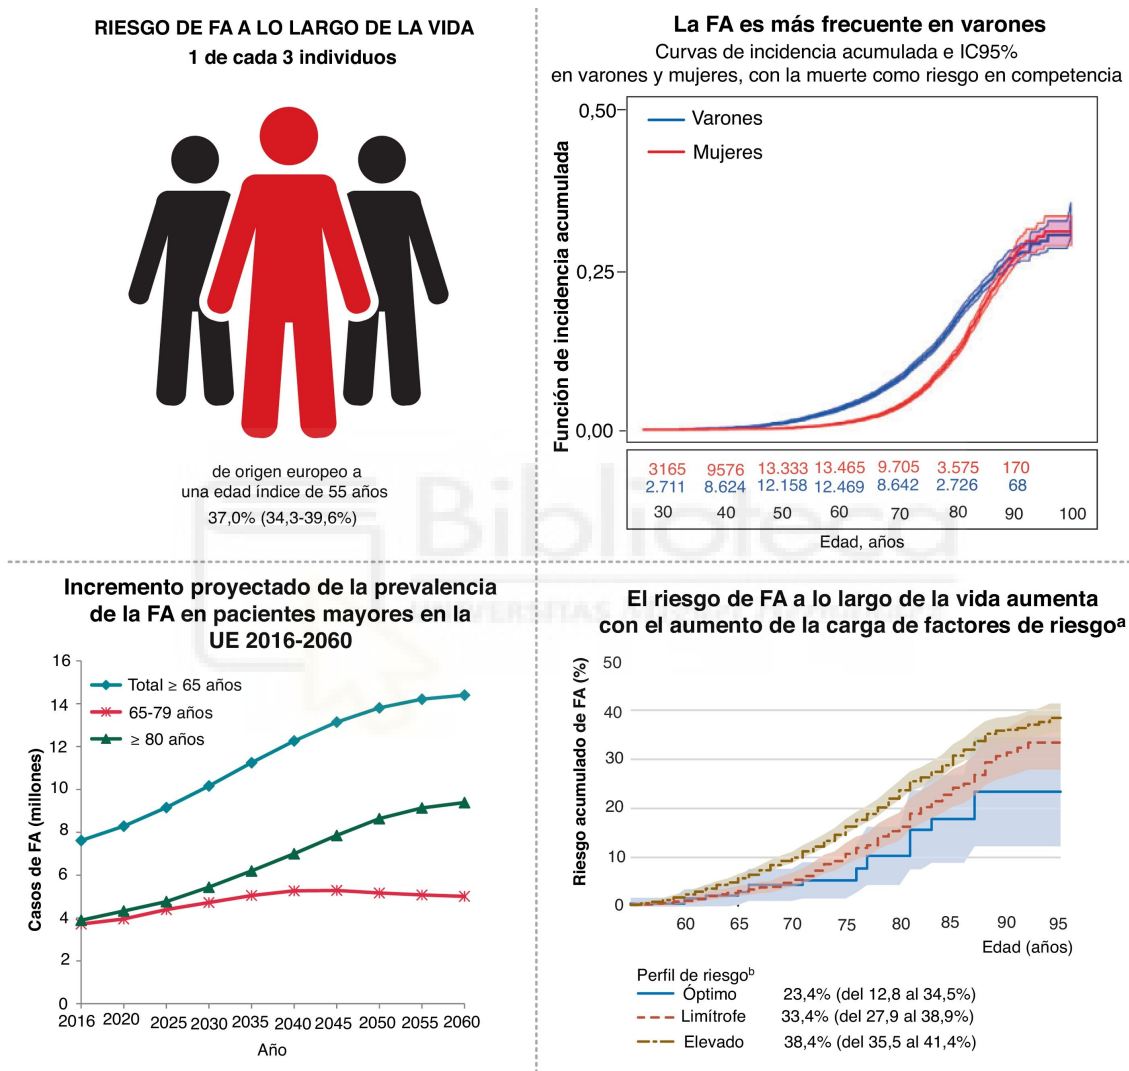 RIESGO DE FA A LO LARGO DE LA VIDA
1 de cada 3 individuos
de origen europeo a
una edad índice de 55 años
37,0% (34,3-39,6%)
La FA es más frecuente en varones
Curvas de incidencia acumulada e IC95%
en varones y mujeres, con la muerte como riesgo en competencia
Función de incidencia acumulada
0,50
0,25
0,00
Varones
Mujeres
3165 9576 13.333 13.465 9.705 3.575 170
2.711 8.624 12.158 12.469 8.642 2.726 68
30 40 50 60 70 80 90 100
Edad, años
Biblioteca
Incremento proyectado de la prevalencia
de la FA en pacientes mayores en la
UE 2016-2060
Casos de FA (millones)
16
14
12
10
8
6
4
2
0
Total ≥ 65 años
65-79 años
≥ 80 años
2016 2020 2025 2030 2035 2040 2045 2050 2055 2060
Año
El riesgo de FA a lo largo de la vida aumenta
con el aumento de la carga de factores de riesgoª
Riesgo acumulado de FA (%)
50
40
30
20
10
0
60 65 70 75 80 85 90 95
Edad (años)
Perfil de riesgoᵇ
Óptimo 23,4% (del 12,8 al 34,5%)
Limítrofe 33,4% (del 27,9 al 38,9%)
Elevado 38,4% (del 35,5 al 41,4%)